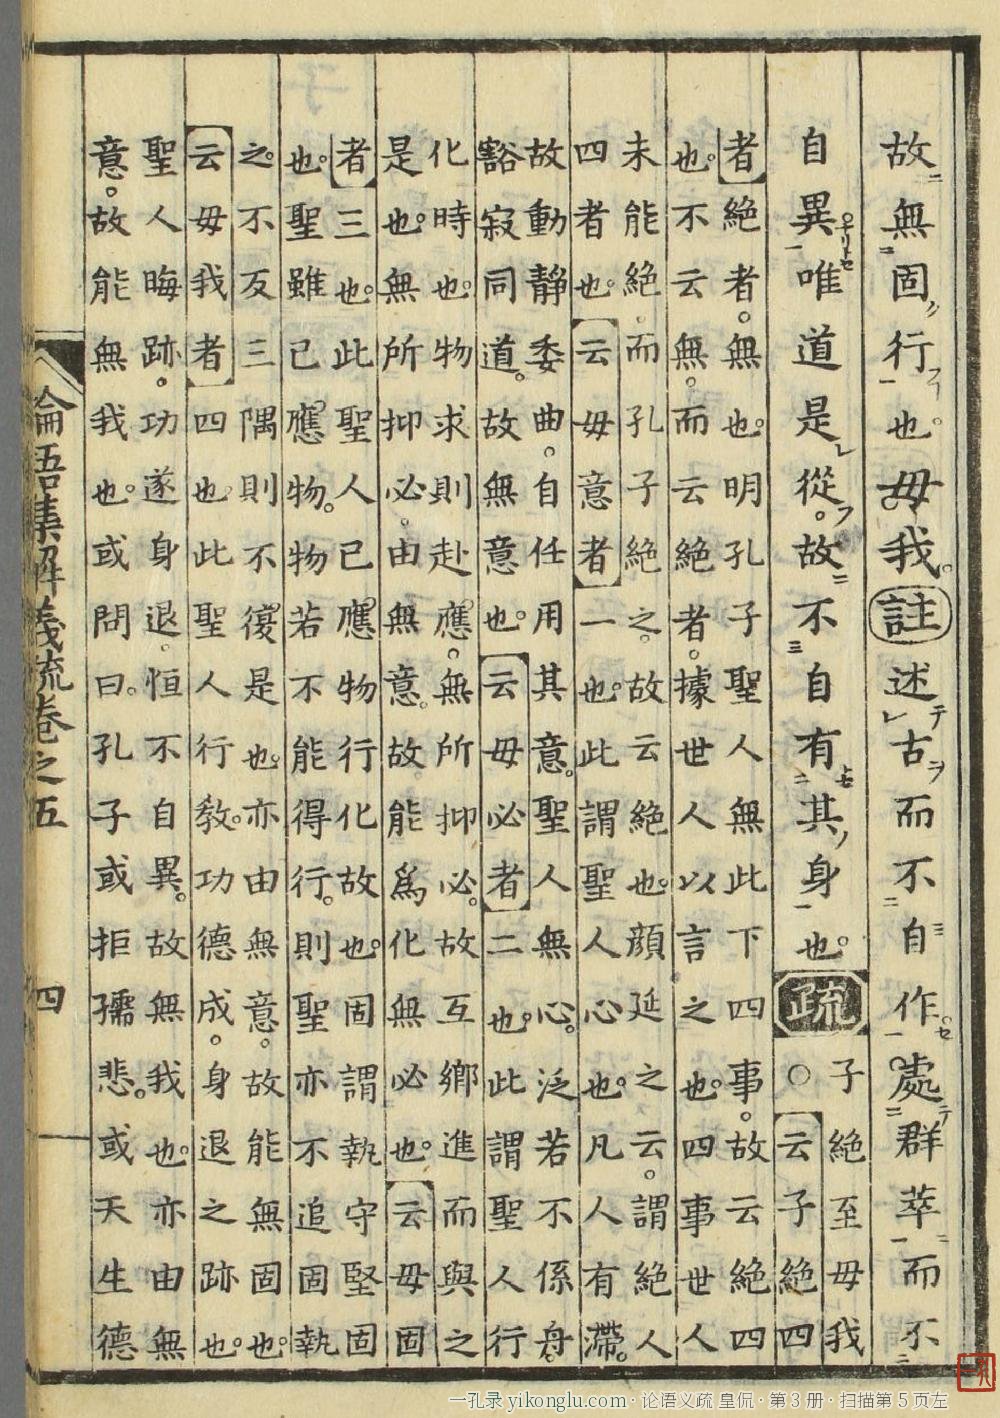 故無固行也。毋我。註述古而不自作。處群萃而不
自異唯道是從。故不自有其身也。疏
子絶至毋我
○云子絶四
者絶者。無也。明孔子聖人無此下四事。故云絶四
也。不云無。而云絶者。據世人以言之也。四事世人
未能絶。而孔子絶之。故云絶也。顔延之云。謂絶人
四者也。云毋意者一也。此謂聖人心也。凡人有滯。
故動靜委曲。自任用其意。聖人無心。泛若不係舟。
豁寂同道。故無意也。云毋必者二也。此謂聖人行
化時也。物求則赴應。無所抑必。故互鄉進而與之
是也。無所抑必。由無意。故能爲化無必也。云毋固
者三也。此聖人已應物行化故也。固謂執守堅固
也。聖雖已應物。物若不能得行。則聖亦不追固執
之。不反三隅則不復是也。亦由無意。故能無固也。
云毋我者四也此聖人行敎。功德成。身退之跡也。
聖人晦跡。功遂身退。恒不自異。故無我也。亦由無
意。故能無我也。或問曰。孔子或拒孺悲。或天生德
論語集解義疏卷之五 四
一孔录 yikonglu.com · 论语义疏 皇侃 · 第 3 册 · 扫描第 5 页左